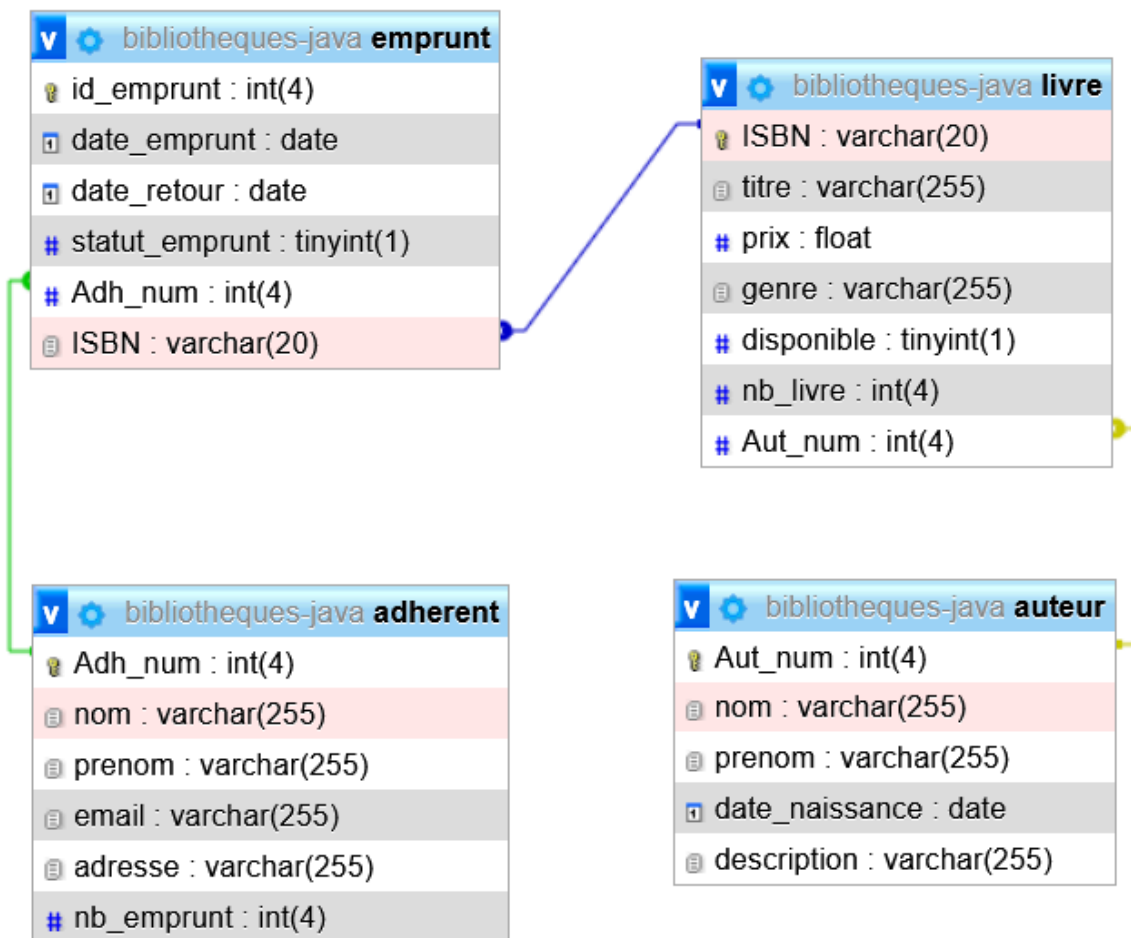 v bibliotheques-java emprunt
id_emprunt : int(4)
date_emprunt : date
date_retour : date
# statut_emprunt : tinyint(1)
# Adh_num : int(4)
ISBN : varchar(20)
v bibliotheques-java livre
ISBN : varchar(20)
titre : varchar(255)
# prix : float
genre : varchar(255)
# disponible : tinyint(1)
# nb_livre : int(4)
# Aut_num : int(4)
v bibliotheques-java adherent
Adh_num : int(4)
nom : varchar(255)
prenom : varchar(255)
email : varchar(255)
adresse : varchar(255)
# nb_emprunt : int(4)
v bibliotheques-java auteur
Aut_num : int(4)
nom : varchar(255)
prenom : varchar(255)
date_naissance : date
description : varchar(255)